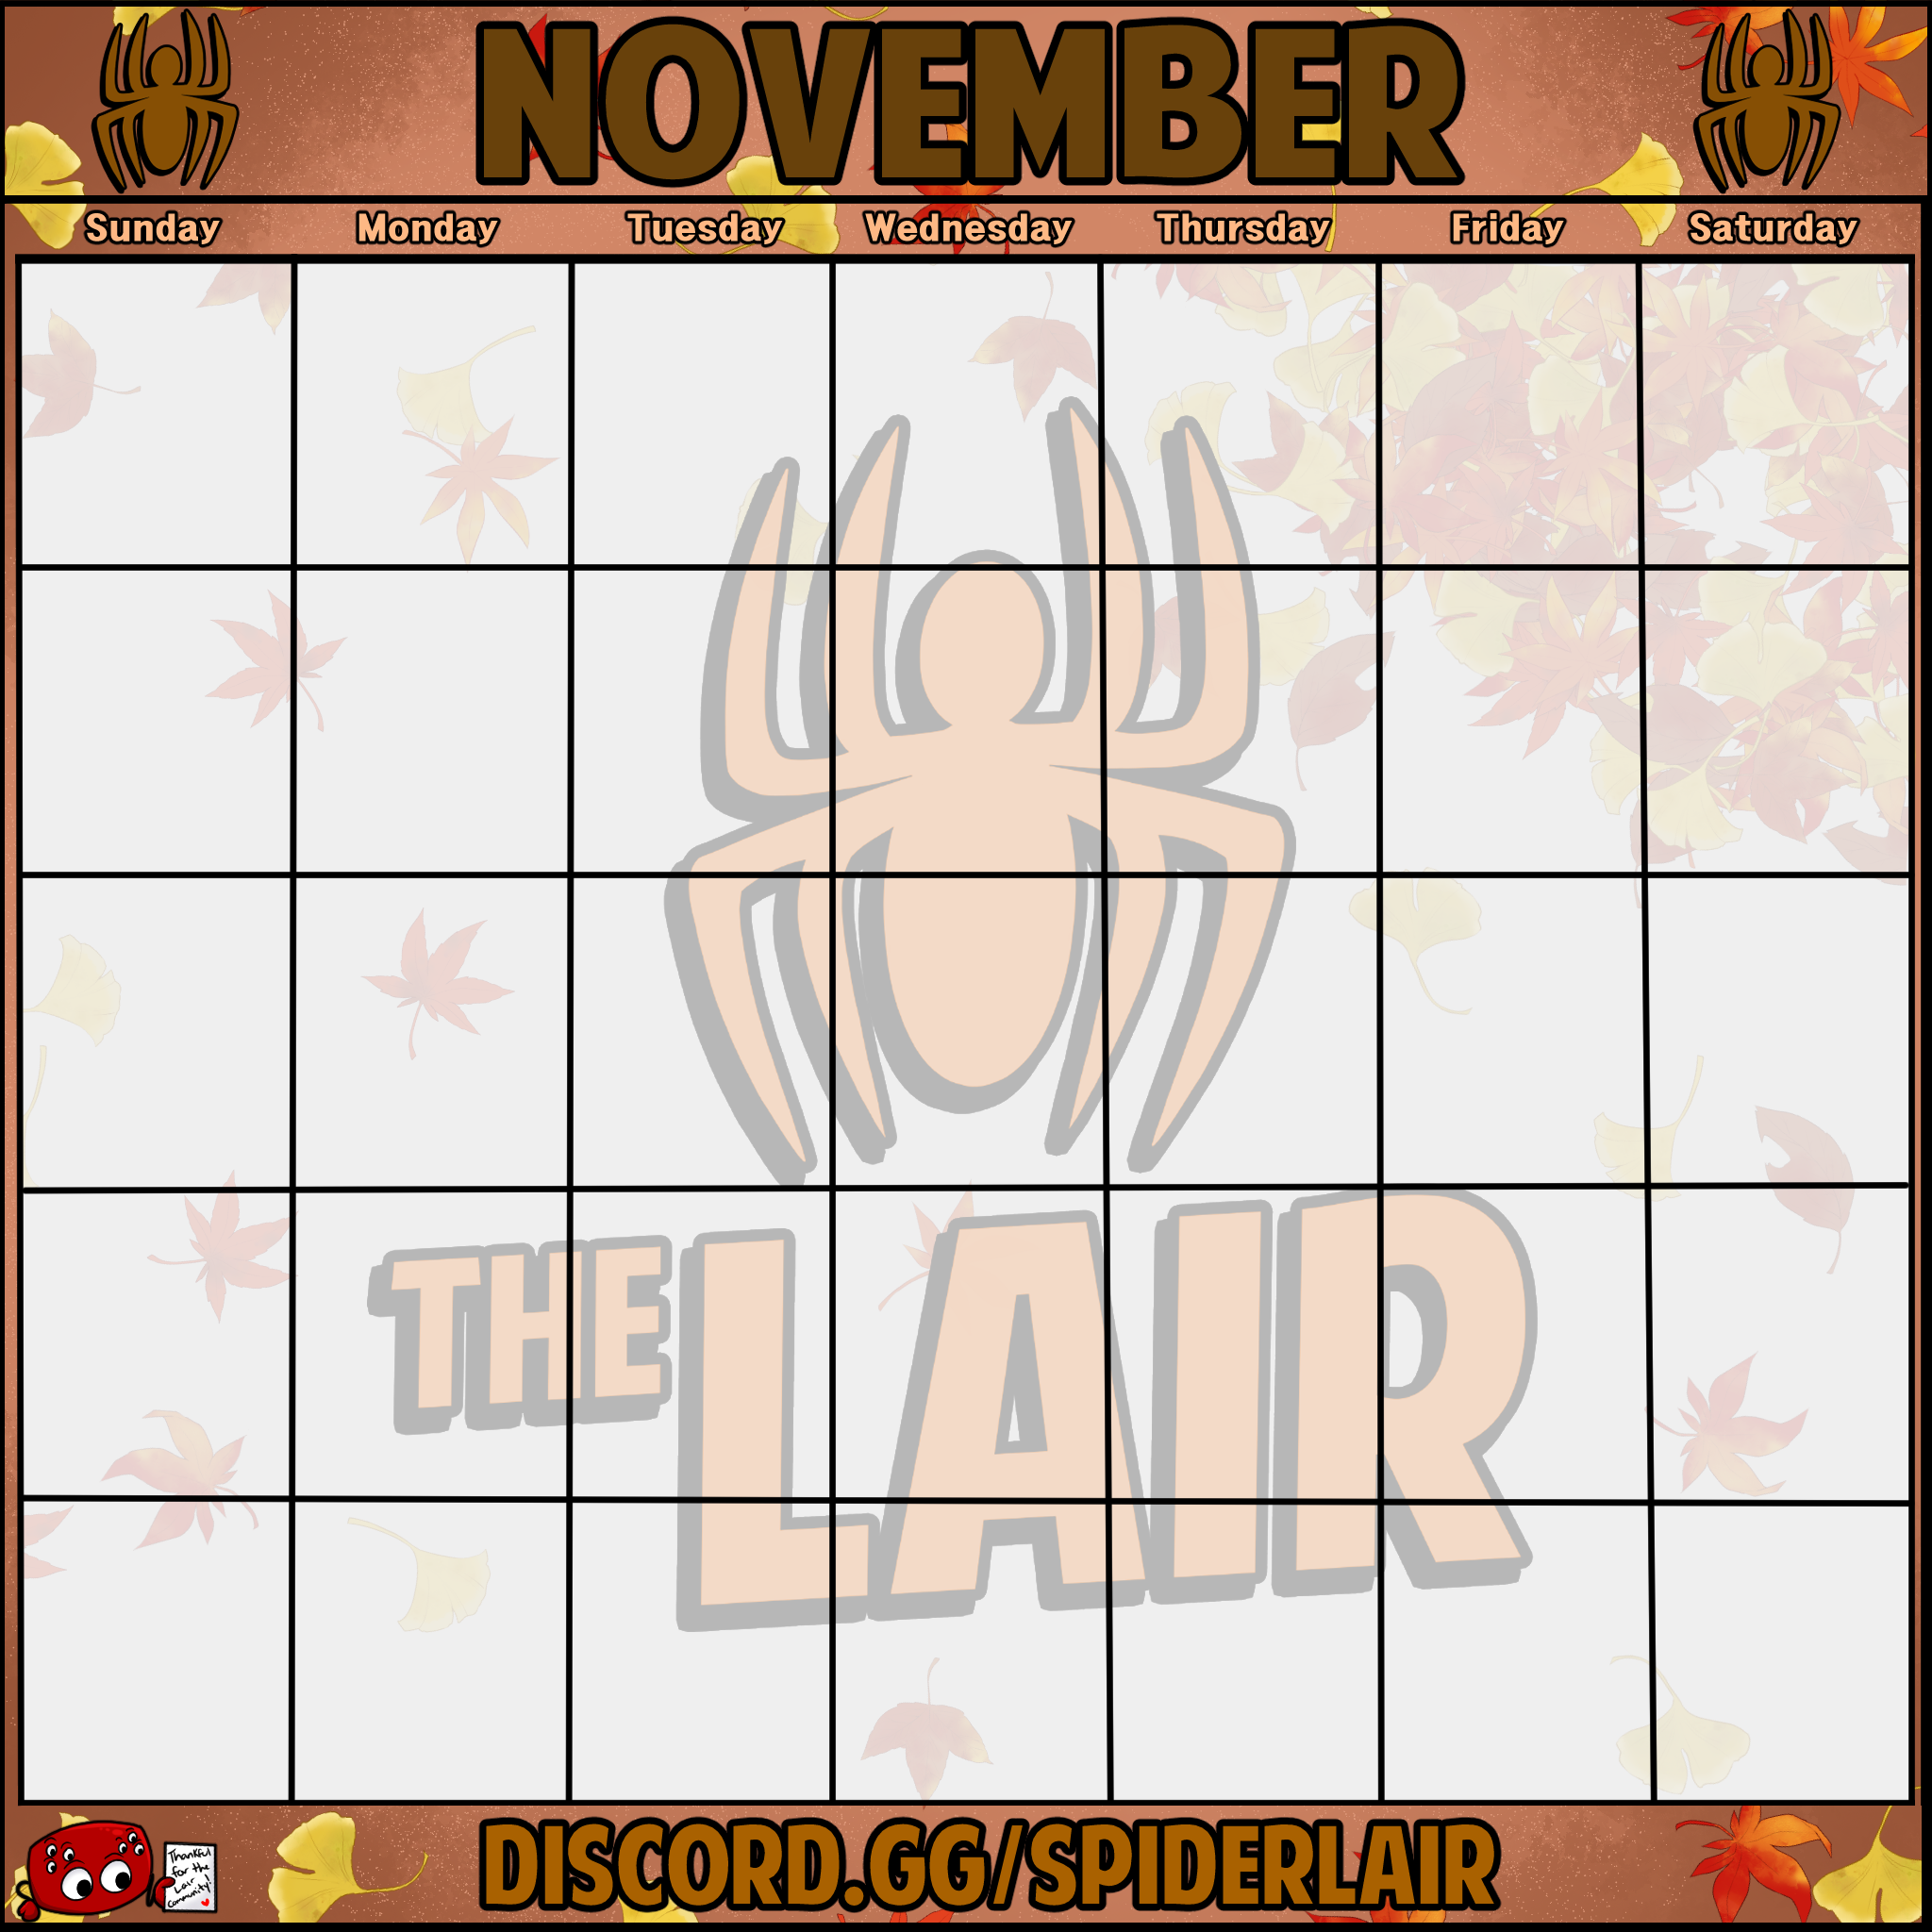 NOVEMBER
Sunday Monday Tuesday Wednesday Thursday Friday Saturday
THE LAIR
Thankful
for the
Lair
Community!
DISCORD.GG/SPIDERLAIR